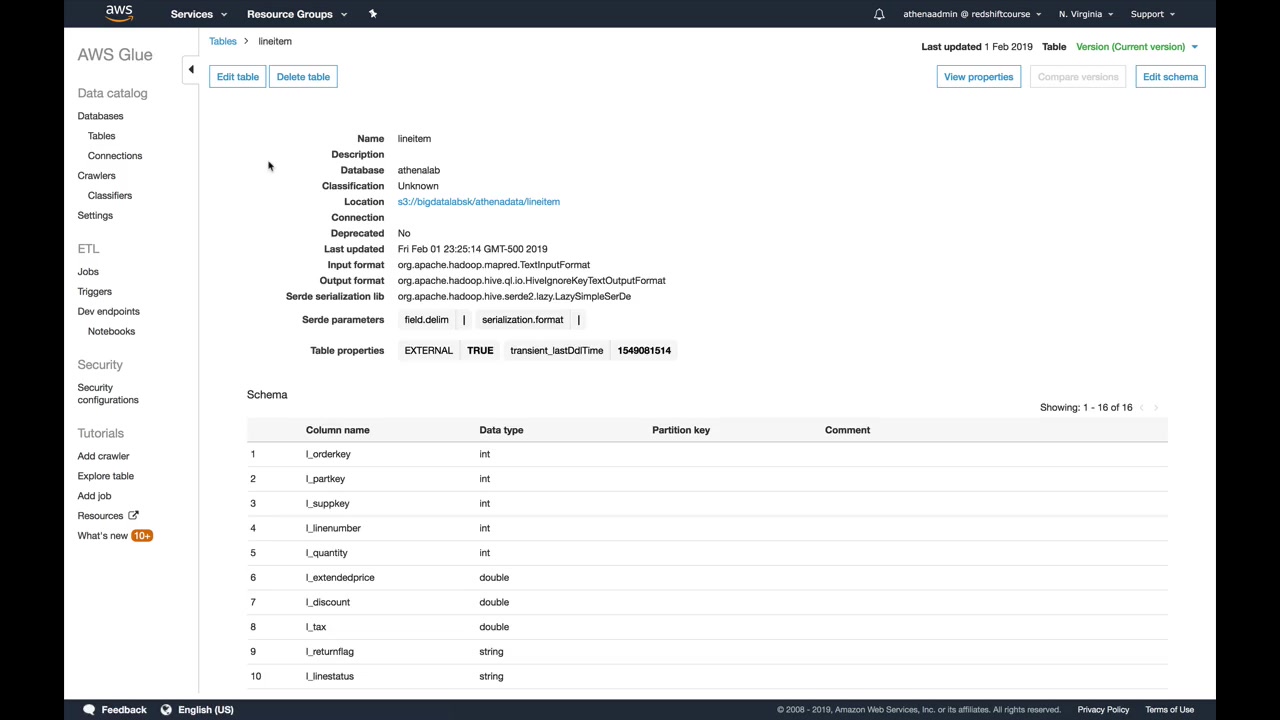 aws Services Resource Groups athenaadmin @ redshiftcourse N. Virginia Support
AWS Glue
Data catalog
Databases
Tables
Connections
Crawlers
Classifiers
Settings
ETL
Jobs
Triggers
Dev endpoints
Notebooks
Security
Security
configurations
Tutorials
Add crawler
Explore table
Add job
Resources
What's new 10+
Tables > lineitem
Last updated 1 Feb 2019 Table Version (Current version)
Edit table Delete table View properties Compare versions Edit schema
Name lineitem
Description
Database athenalab
Classification Unknown
Location s3://bigdatalabsk/athenadata/lineitem
Connection
Deprecated No
Last updated Fri Feb 01 23:25:14 GMT-500 2019
Input format org.apache.hadoop.mapred.TextInputFormat
Output format org.apache.hadoop.hive.ql.io.HiveIgnoreKeyTextOutputFormat
Serde serialization lib org.apache.hadoop.hive.serde2.lazy.LazySimpleSerDe
Serde parameters field.delim | serialization.format |
Table properties EXTERNAL TRUE transient_lastDdlTime 1549081514
Schema
Showing: 1 - 16 of 16 < >
Column name Data type Partition key Comment
1 l_orderkey int
2 l_partkey int
3 l_suppkey int
4 l_linenumber int
5 l_quantity int
6 l_extendedprice double
7 l_discount double
8 l_tax double
9 l_returnflag string
10 l_linestatus string
Feedback English (US) © 2008 - 2019, Amazon Web Services, Inc. or its affiliates. All rights reserved. Privacy Policy Terms of Use